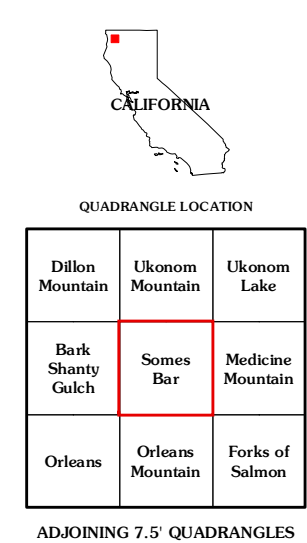 CALIFORNIA
QUADRANGLE LOCATION
Dillon
Mountain
Ukonom
Mountain
Ukonom
Lake
Bark
Shanty
Gulch
Somes
Bar
Medicine
Mountain
Orleans
Orleans
Mountain
Forks of
Salmon
ADJOINING 7.5' QUADRANGLES